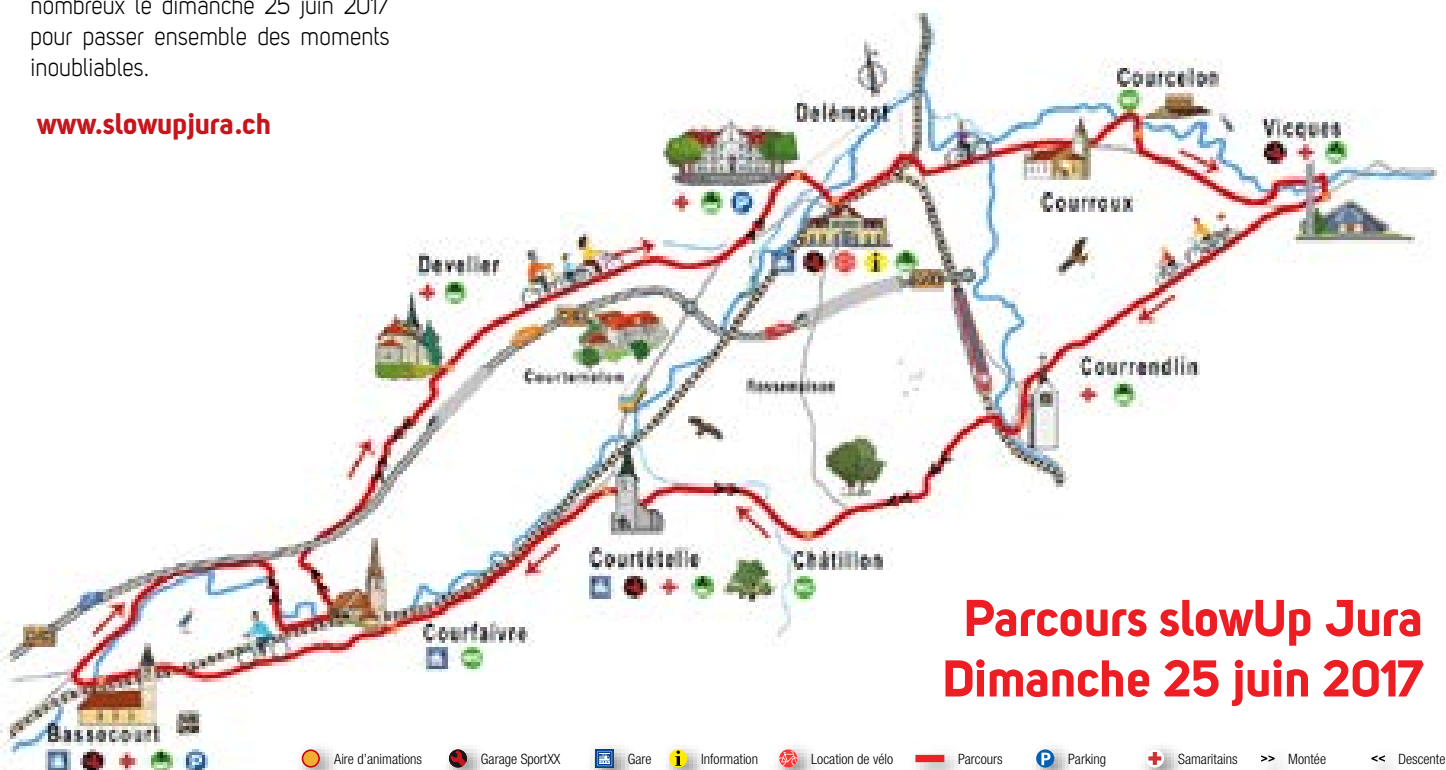 nombreux le dimanche 25 juin 2017
pour passer ensemble des moments
inoubliables.
www.slowupjura.ch
Delémont
Courcelon
Vicques
Courroux
Develier
Courtemelon
Rossemaison
Courrendlin
Courtételle
Châtillon
Courfaivre
Bassecourt
Parcours slowUp Jura
Dimanche 25 juin 2017
Aire d'animations Garage SportXX Gare i Information Location de vélo Parcours P Parking Samaritains >> Montée << Descente